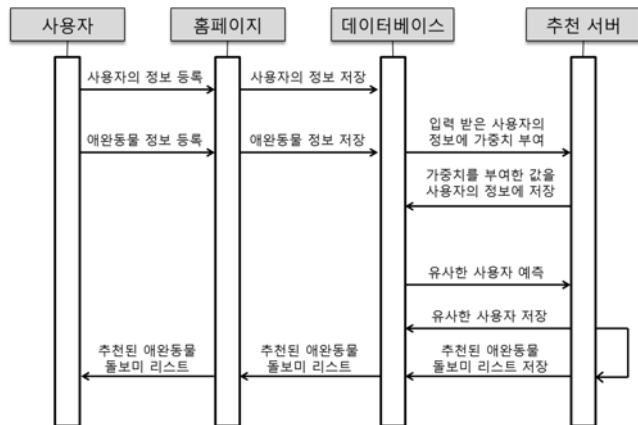 사용자
홈페이지
데이터베이스
추천 서버
사용자의 정보 등록
사용자의 정보 저장
애완동물 정보 등록
애완동물 정보 저장
입력 받은 사용자의
정보에 가중치 부여
가중치를 부여한 값을
사용자의 정보에 저장
유사한 사용자 예측
유사한 사용자 저장
추천된 애완동물
돌보미 리스트
추천된 애완동물
돌보미 리스트
추천된 애완동물
돌보미 리스트 저장